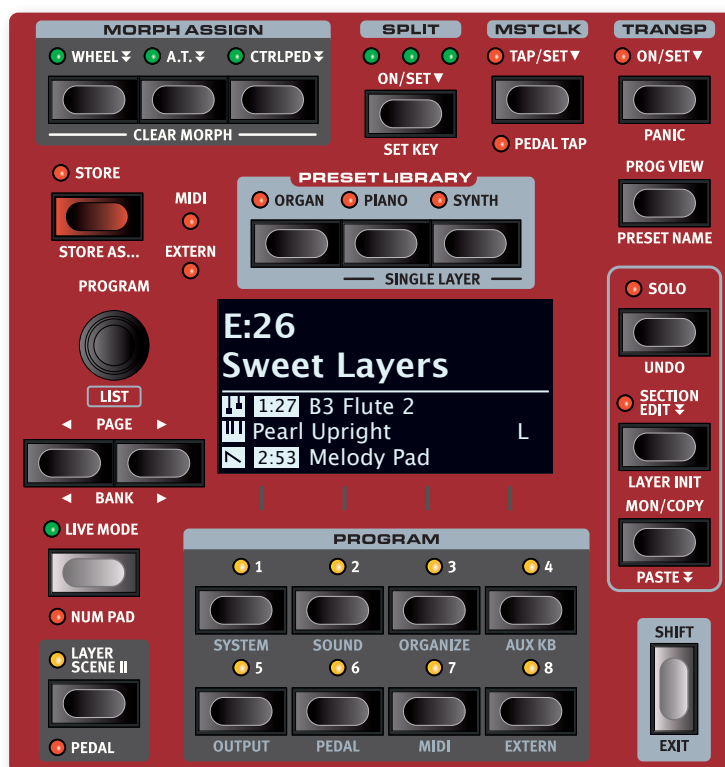 MORPH ASSIGN
WHEEL A.T. CTRLPED
CLEAR MORPH
SPLIT
ON/SET ▼
SET KEY
MST CLK
TAP/SET ▼
PEDAL TAP
TRANSP
ON/SET ▼
PANIC
STORE
STORE AS...
MIDI
EXTERN
PRESET LIBRARY
ORGAN PIANO SYNTH
SINGLE LAYER
PROG VIEW
PRESET NAME
PROGRAM
LIST
◄ PAGE ►
◄ BANK ►
E:26
Sweet Layers
1:27 B3 Flute 2
Pearl Upright L
2:53 Melody Pad
SOLO
UNDO
SECTION
EDIT
LAYER INIT
MON/COPY
PASTE
LIVE MODE
NUM PAD
LAYER
SCENE II
PEDAL
PROGRAM
1 2 3 4
SYSTEM SOUND ORGANIZE AUX KB
5 6 7 8
OUTPUT PEDAL MIDI EXTERN
SHIFT
EXIT